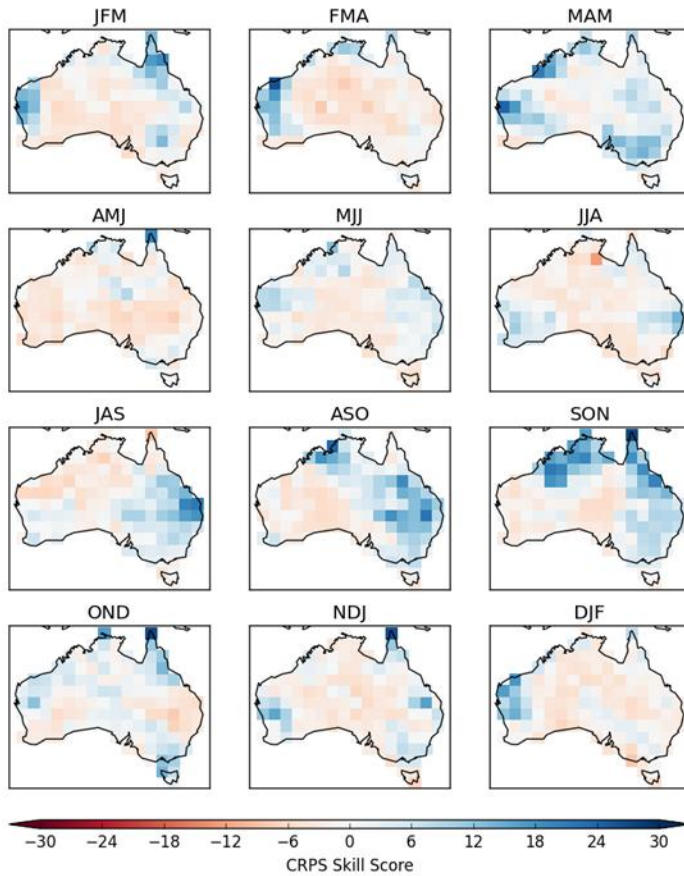 JFM FMA MAM
AMJ MJJ JJA
JAS ASO SON
OND NDJ DJF
−30 −24 −18 −12 −6 0 6 12 18 24 30
CRPS Skill Score